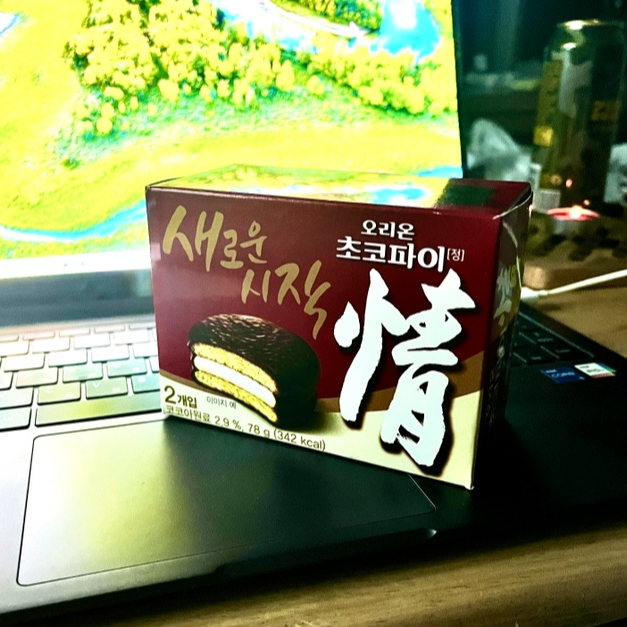 새로운
시작
오리온
초코파이[정]
情
2개입 이미지 예
코코아원료 2.9 %, 78 g (342 kcal)